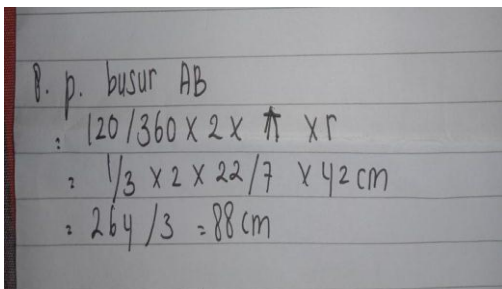 8. p. busur AB
= 120/360 x 2 x π x r
= 1/3 x 2 x 22/7 x 42 cm
= 264/3 = 88 cm